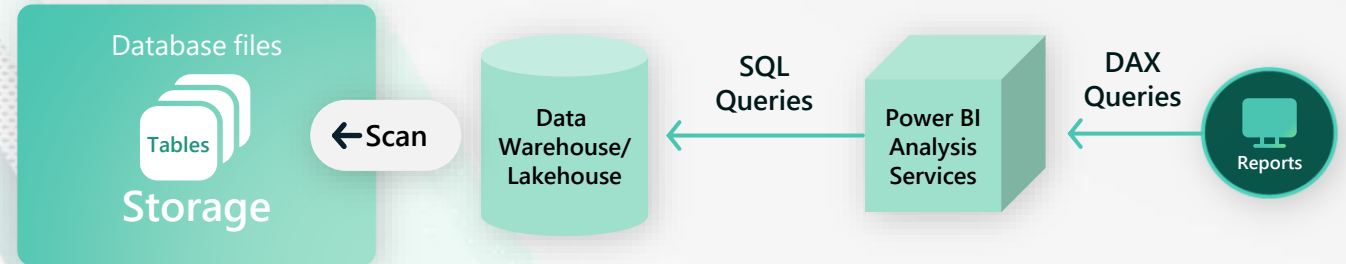 Database files
Tables
Storage
Scan
Data
Warehouse/
Lakehouse
SQL
Queries
Power BI
Analysis
Services
DAX
Queries
Reports